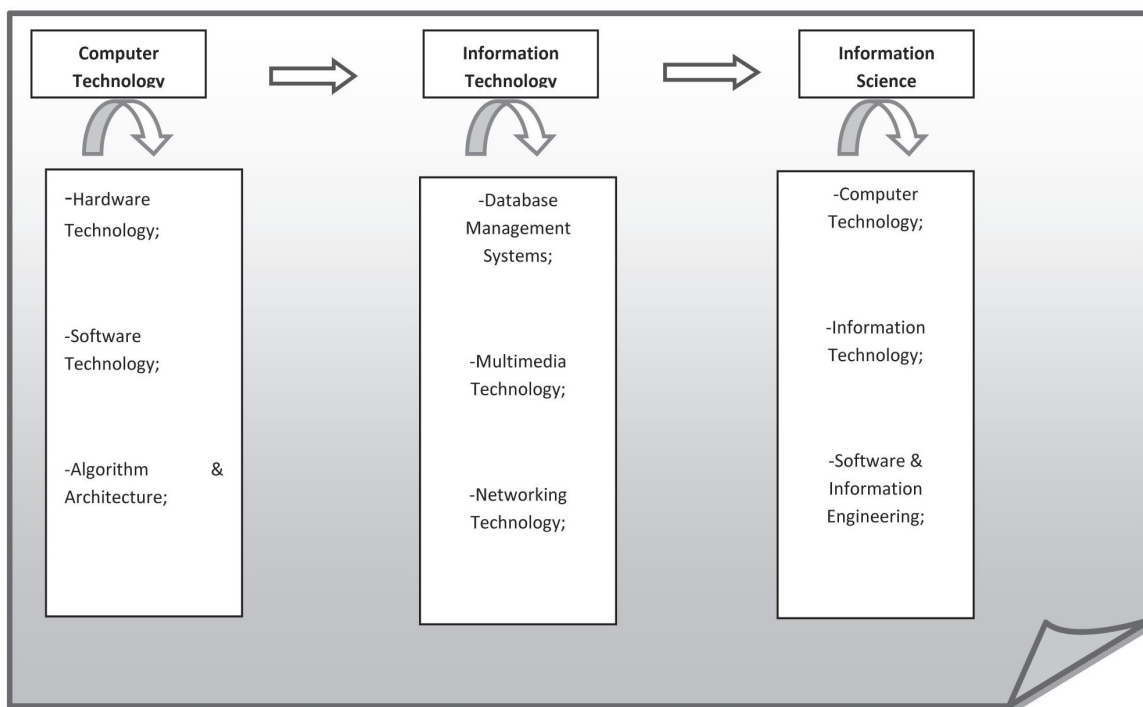 Computer
Technology
Information
Technology
Information
Science
-Hardware
Technology;
-Software
Technology;
-Algorithm &
Architecture;
-Database
Management
Systems;
-Multimedia
Technology;
-Networking
Technology;
-Computer
Technology;
-Information
Technology;
-Software &
Information
Engineering;